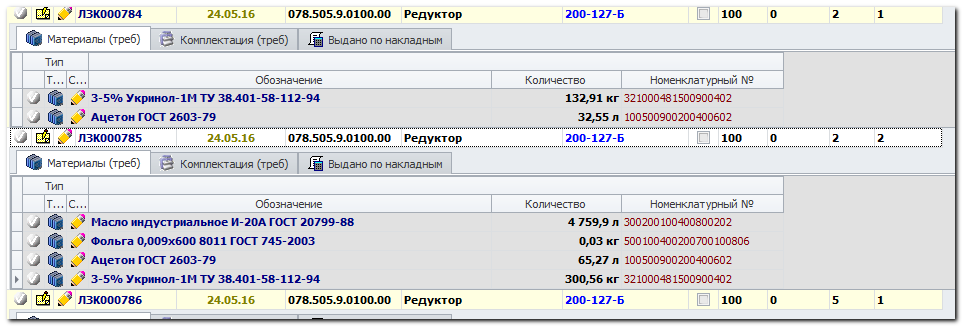 ЛЗК000784 24.05.16 078.505.9.0100.00 Редуктор 200-127-Б 100 0 2 1
Материалы (треб) Комплектация (треб) Выдано по накладным
Тип
Т... С... Обозначение Количество Номенклатурный №
3-5% Укринол-1М ТУ 38.401-58-112-94 132,91 кг 321000481500900402
Ацетон ГОСТ 2603-79 32,55 л 100500900200400602
ЛЗК000785 24.05.16 078.505.9.0100.00 Редуктор 200-127-Б 100 0 2 2
Материалы (треб) Комплектация (треб) Выдано по накладным
Тип
Т... С... Обозначение Количество Номенклатурный №
Масло индустриальное И-20А ГОСТ 20799-88 4 759,9 л 300200100400800202
Фольга 0,009х600 8011 ГОСТ 745-2003 0,03 кг 500100400200700100806
Ацетон ГОСТ 2603-79 65,27 л 100500900200400602
3-5% Укринол-1М ТУ 38.401-58-112-94 300,56 кг 321000481500900402
ЛЗК000786 24.05.16 078.505.9.0100.00 Редуктор 200-127-Б 100 0 5 1